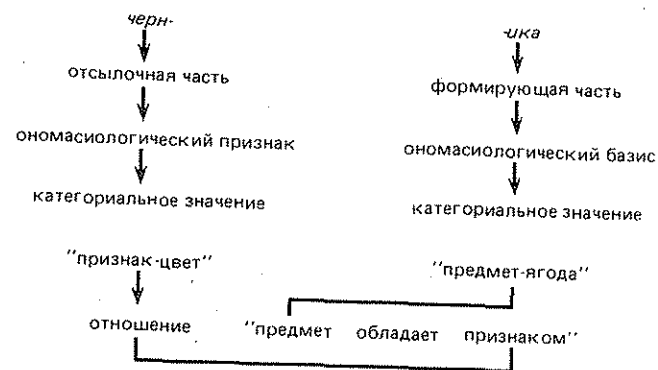 черн-
-ика
отсылочная часть
формирующая часть
ономасиологический признак
ономасиологический базис
категориальное значение
категориальное значение
"признак-цвет"
"предмет-ягода"
отношение "предмет обладает признаком"